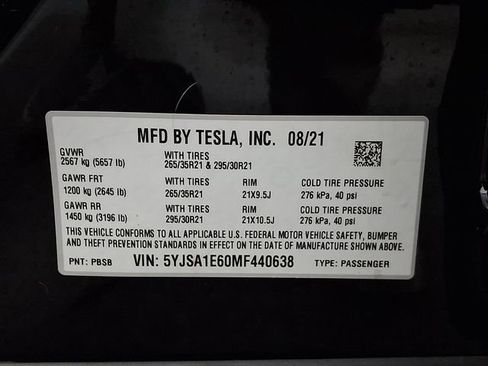 MFD BY TESLA, INC. 08/21
GVWR WITH TIRES
2567 kg (5657 lb) 265/35R21 & 295/30R21
GAWR FRT WITH TIRES RIM COLD TIRE PRESSURE
1200 kg (2645 lb) 265/35R21 21X9.5J 276 kPa, 40 psi
GAWR RR WITH TIRES RIM COLD TIRE PRESSURE
1450 kg (3196 lb) 295/30R21 21X10.5J 276 kPa, 40 psi
THIS VEHICLE CONFORMS TO ALL APPLICABLE U.S. FEDERAL MOTOR VEHICLE SAFETY, BUMPER
AND THEFT PREVENTION STANDARDS IN EFFECT ON THE DATE OF MANUFACTURE SHOWN ABOVE.
PNT: PBSB VIN: 5YJSA1E60MF440638 TYPE: PASSENGER